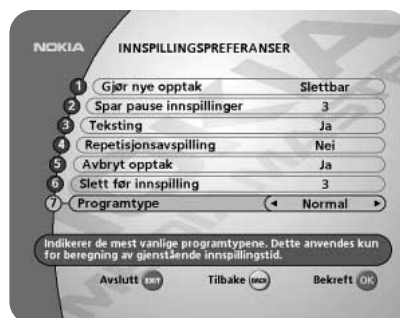 NOKIA INNSPILLINGSPREFERANSER
1 Gjør nye opptak Slettbar
2 Spar pause innspillinger 3
3 Teksting Ja
4 Repetisjonsavspilling Nei
5 Avbryt opptak Ja
6 Slett før innspilling 3
7 Programtype Normal
Indikerer de mest vanlige programtypene. Dette anvendes kun
for beregning av gjenstående innspillingstid.
Avslutt EXIT Tilbake BACK Bekreft OK
NOKIA
MEDIAMASTER